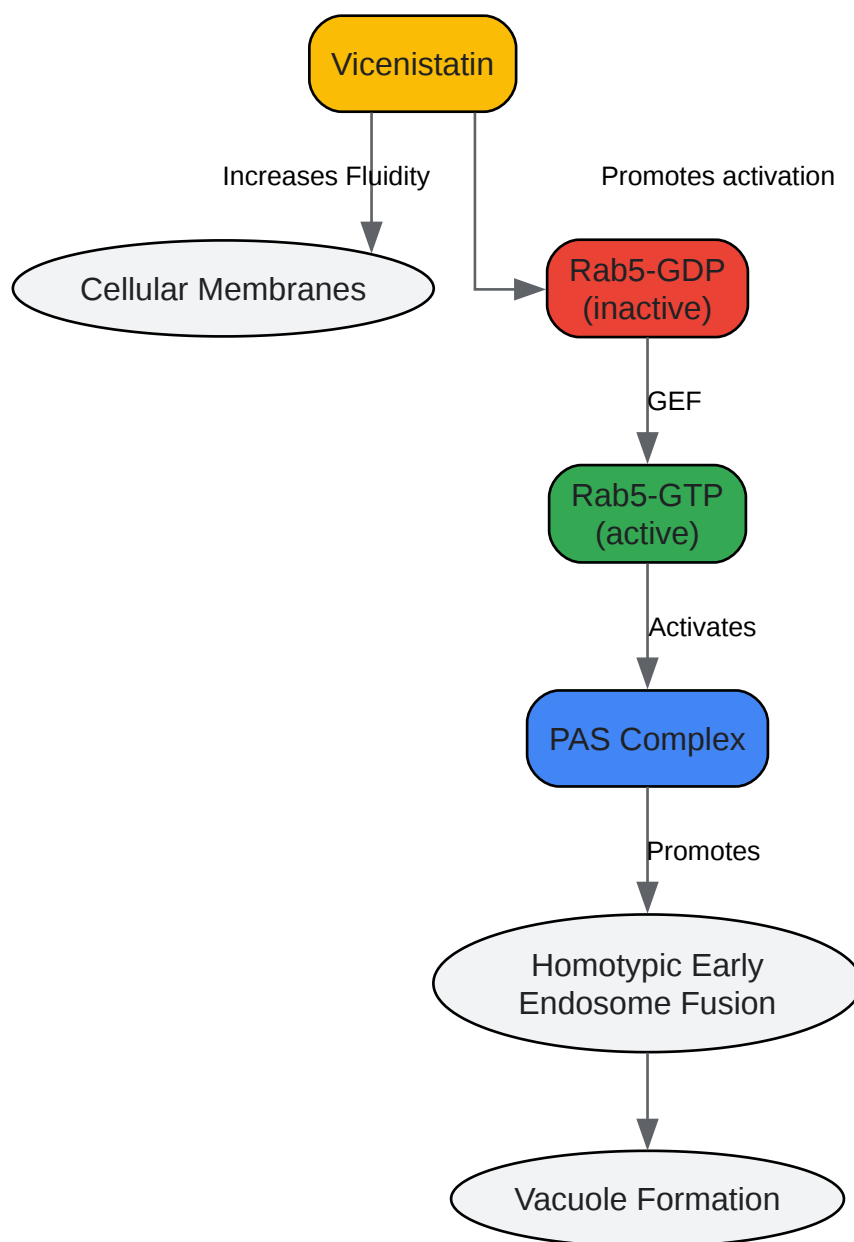 Vicenistatin
Increases Fluidity
Promotes activation
Cellular Membranes
Rab5-GDP
(inactive)
GEF
Rab5-GTP
(active)
Activates
PAS Complex
Promotes
Homotypic Early
Endosome Fusion
Vacuole Formation